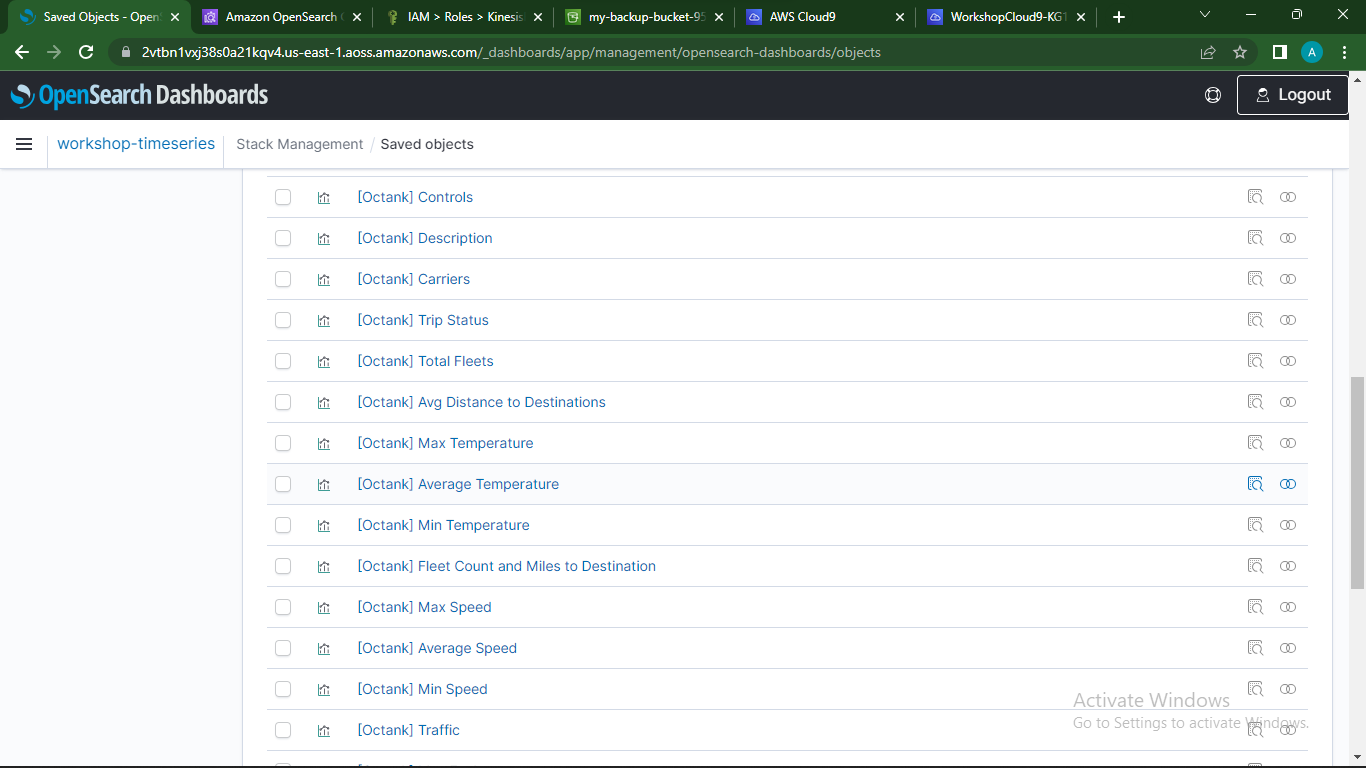 Saved Objects - Open
Amazon OpenSearch
IAM > Roles > Kinesis
my-backup-bucket-95
AWS Cloud9
WorkshopCloud9-KG1
2vtbn1vxj38s0a21kqv4.us-east-1.aoss.amazonaws.com/_dashboards/app/management/opensearch-dashboards/objects
A
OpenSearch Dashboards
Logout
workshop-timeseries
Stack Management / Saved objects
[Octank] Controls
[Octank] Description
[Octank] Carriers
[Octank] Trip Status
[Octank] Total Fleets
[Octank] Avg Distance to Destinations
[Octank] Max Temperature
[Octank] Average Temperature
[Octank] Min Temperature
[Octank] Fleet Count and Miles to Destination
[Octank] Max Speed
[Octank] Average Speed
[Octank] Min Speed
[Octank] Traffic
Activate Windows
Go to Settings to activate Windows.